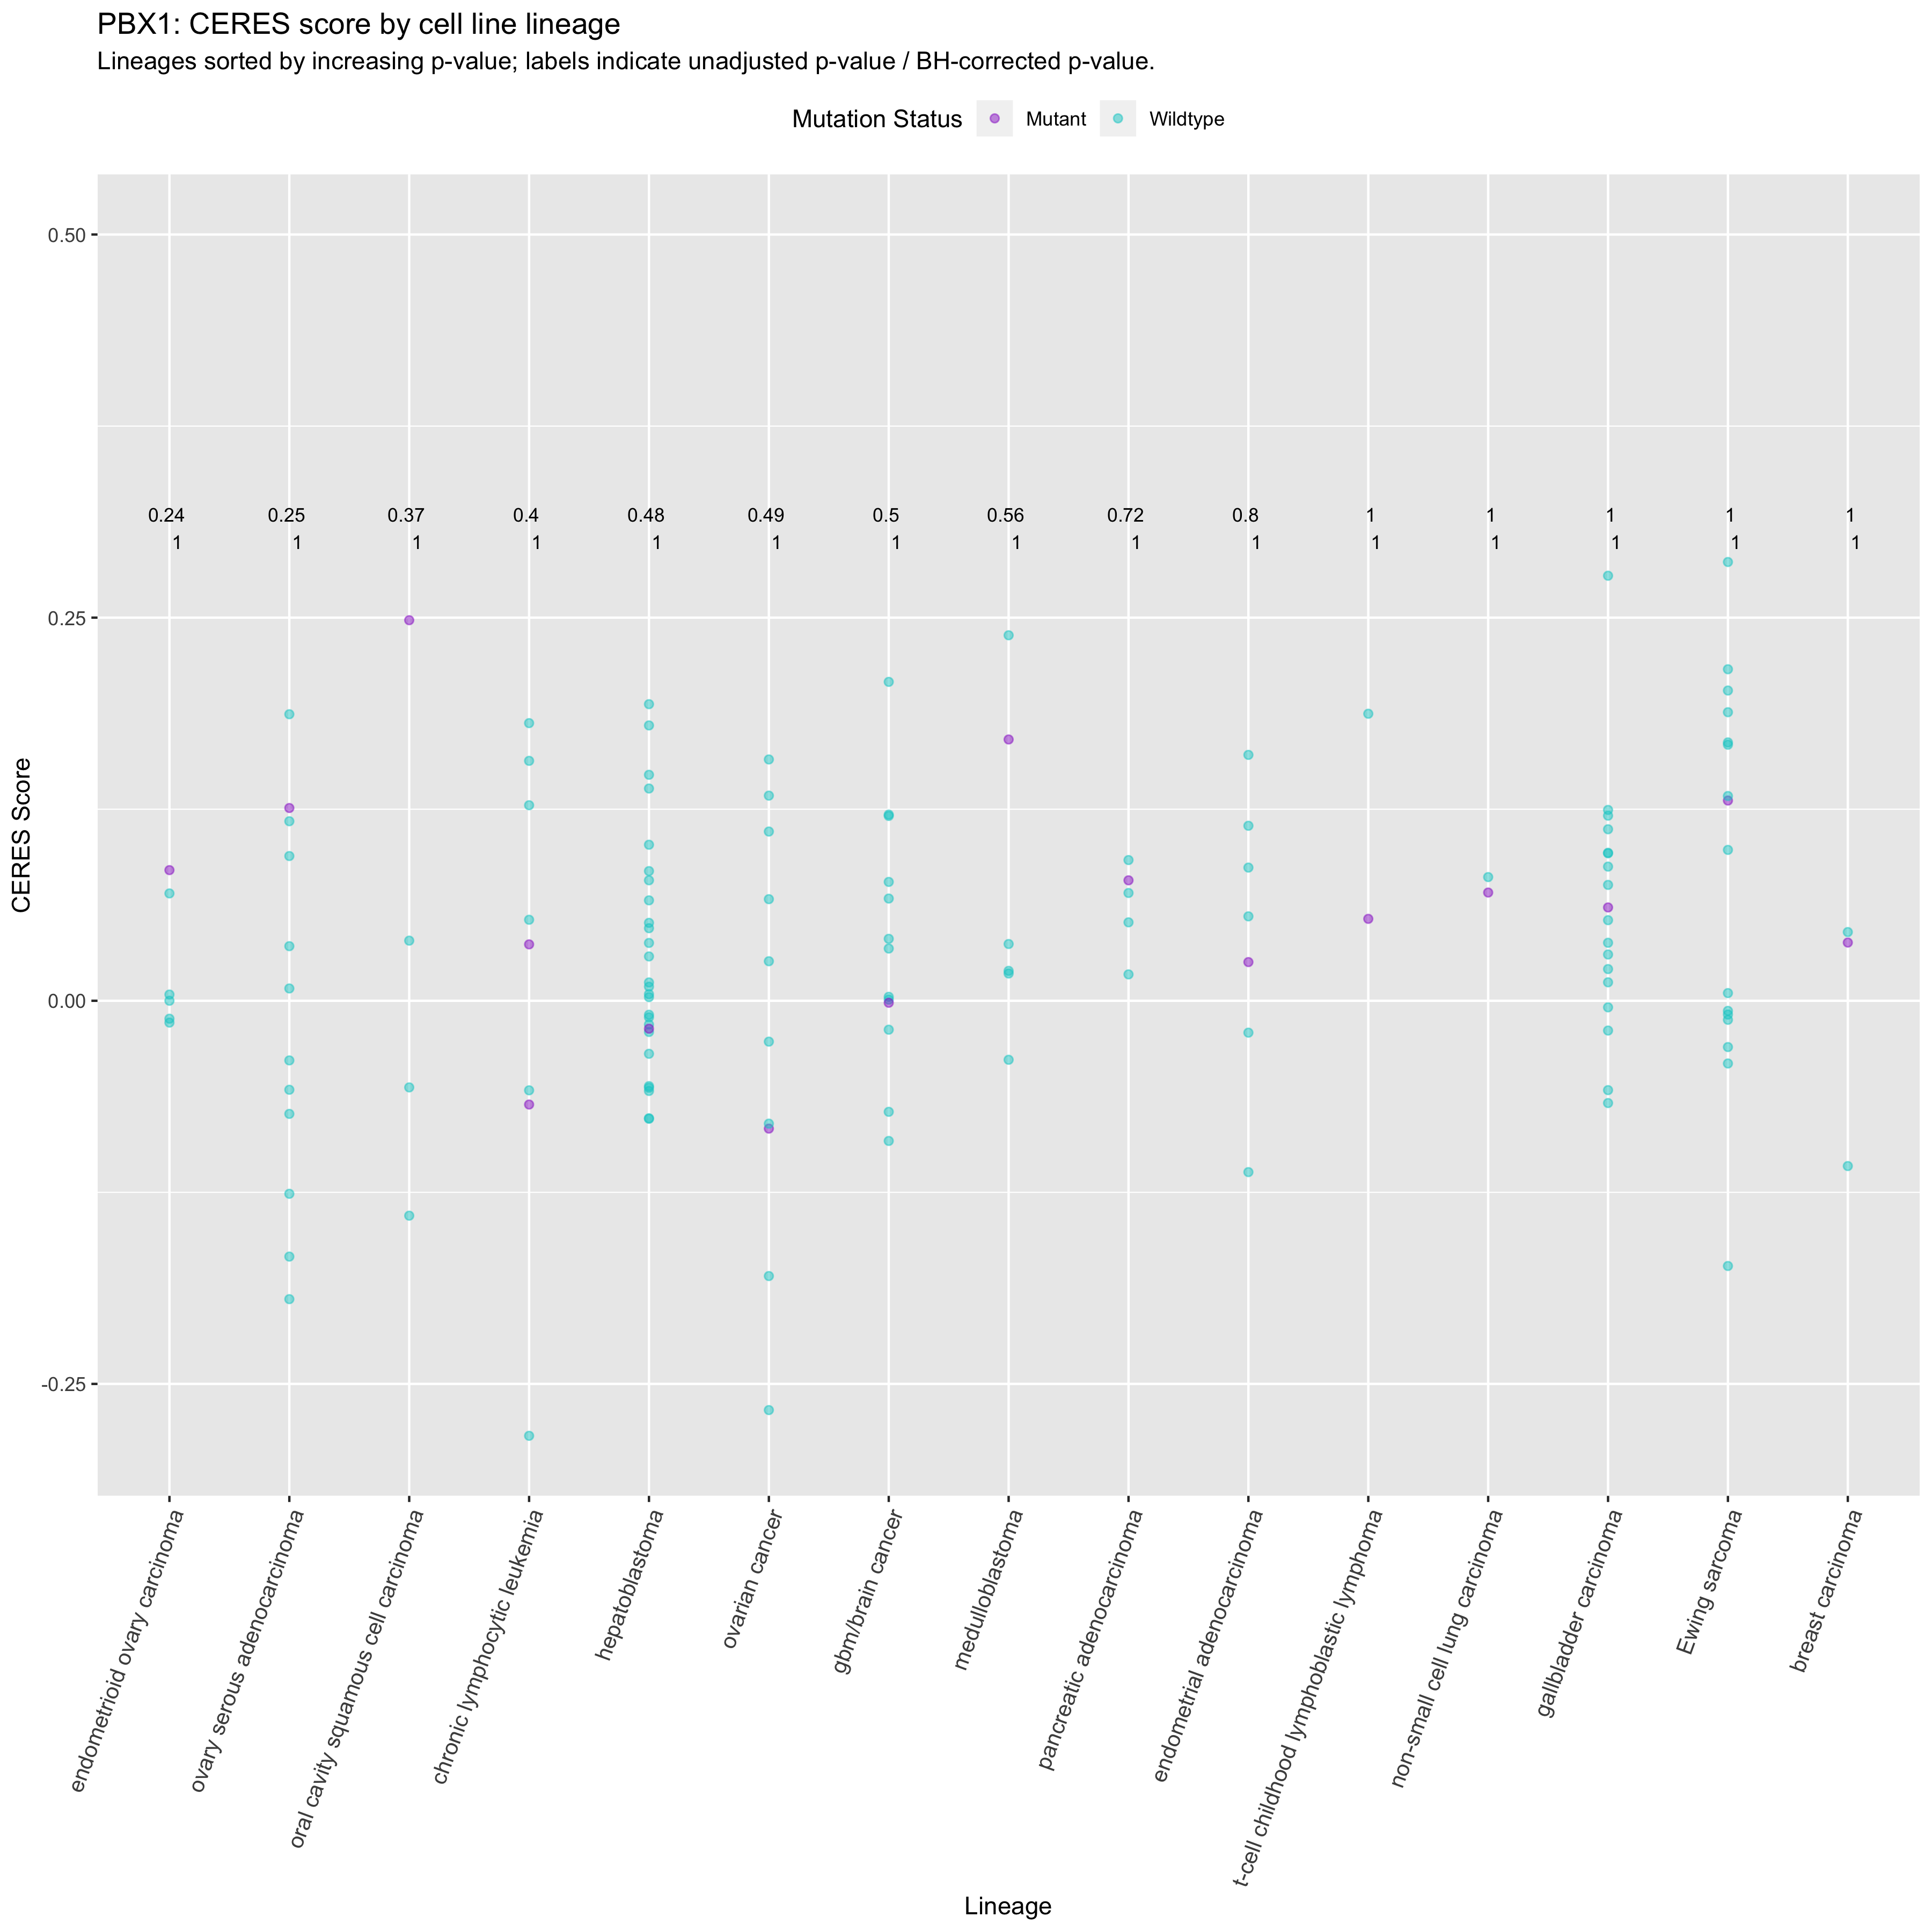 PBX1: CERES score by cell line lineage
Lineages sorted by increasing p-value; labels indicate unadjusted p-value / BH-corrected p-value.
Mutation Status Mutant Wildtype
0.50
0.24 0.25 0.37 0.4 0.48 0.49 0.5 0.56 0.72 0.8 1 1 1 1 1
1 1 1 1 1 1 1 1 1 1 1 1 1 1 1
0.25
CERES Score
0.00
-0.25
endometrioid ovary carcinoma
ovary serous adenocarcinoma
oral cavity squamous cell carcinoma
chronic lymphocytic leukemia
hepatoblastoma
ovarian cancer
gbm/brain cancer
medulloblastoma
pancreatic adenocarcinoma
endometrial adenocarcinoma
t-cell childhood lymphoblastic lymphoma
non-small cell lung carcinoma
gallbladder carcinoma
Ewing sarcoma
breast carcinoma
Lineage